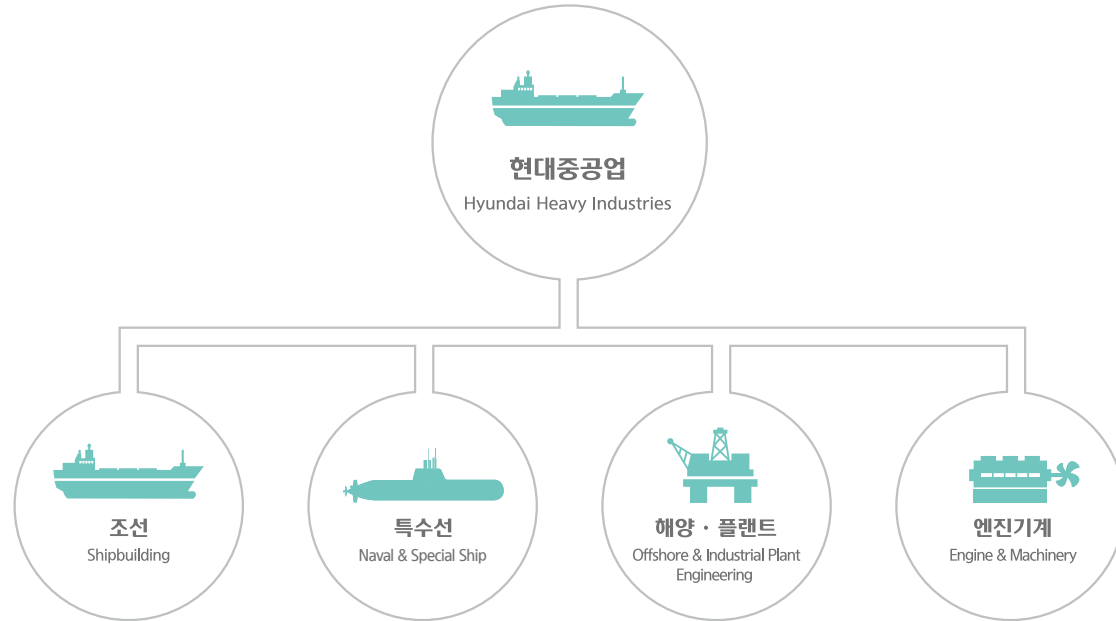 현대중공업
Hyundai Heavy Industries
조선
Shipbuilding
특수선
Naval & Special Ship
해양 · 플랜트
Offshore & Industrial Plant
Engineering
엔진기계
Engine & Machinery